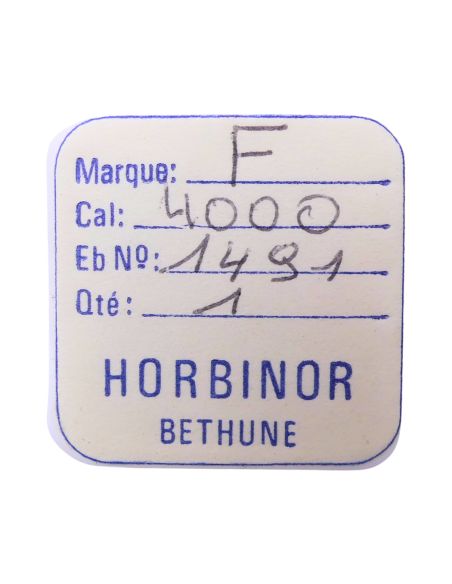 Marque: F
Cal: 4000
Eb Nº: 1491
Qté: 1
HORBINOR
BETHUNE